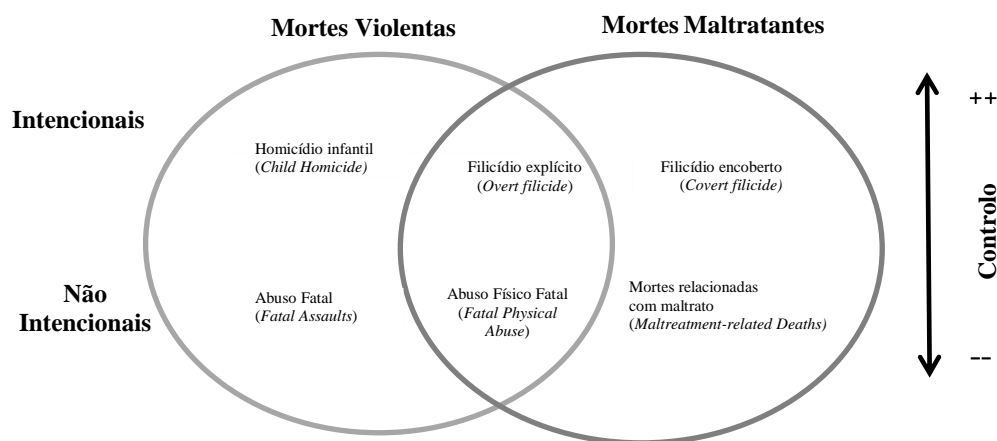 Mortes Violentas
Mortes Maltratantes
Intencionais
Homicídio infantil
(Child Homicide)
Filicídio explícito
(Overt filicide)
Filicídio encoberto
(Covert filicide)
++
Controlo
Não
Intencionais
Abuso Fatal
(Fatal Assaults)
Abuso Físico Fatal
(Fatal Physical
Abuse)
Mortes relacionadas
com maltrato
(Maltreatment-related Deaths)
--